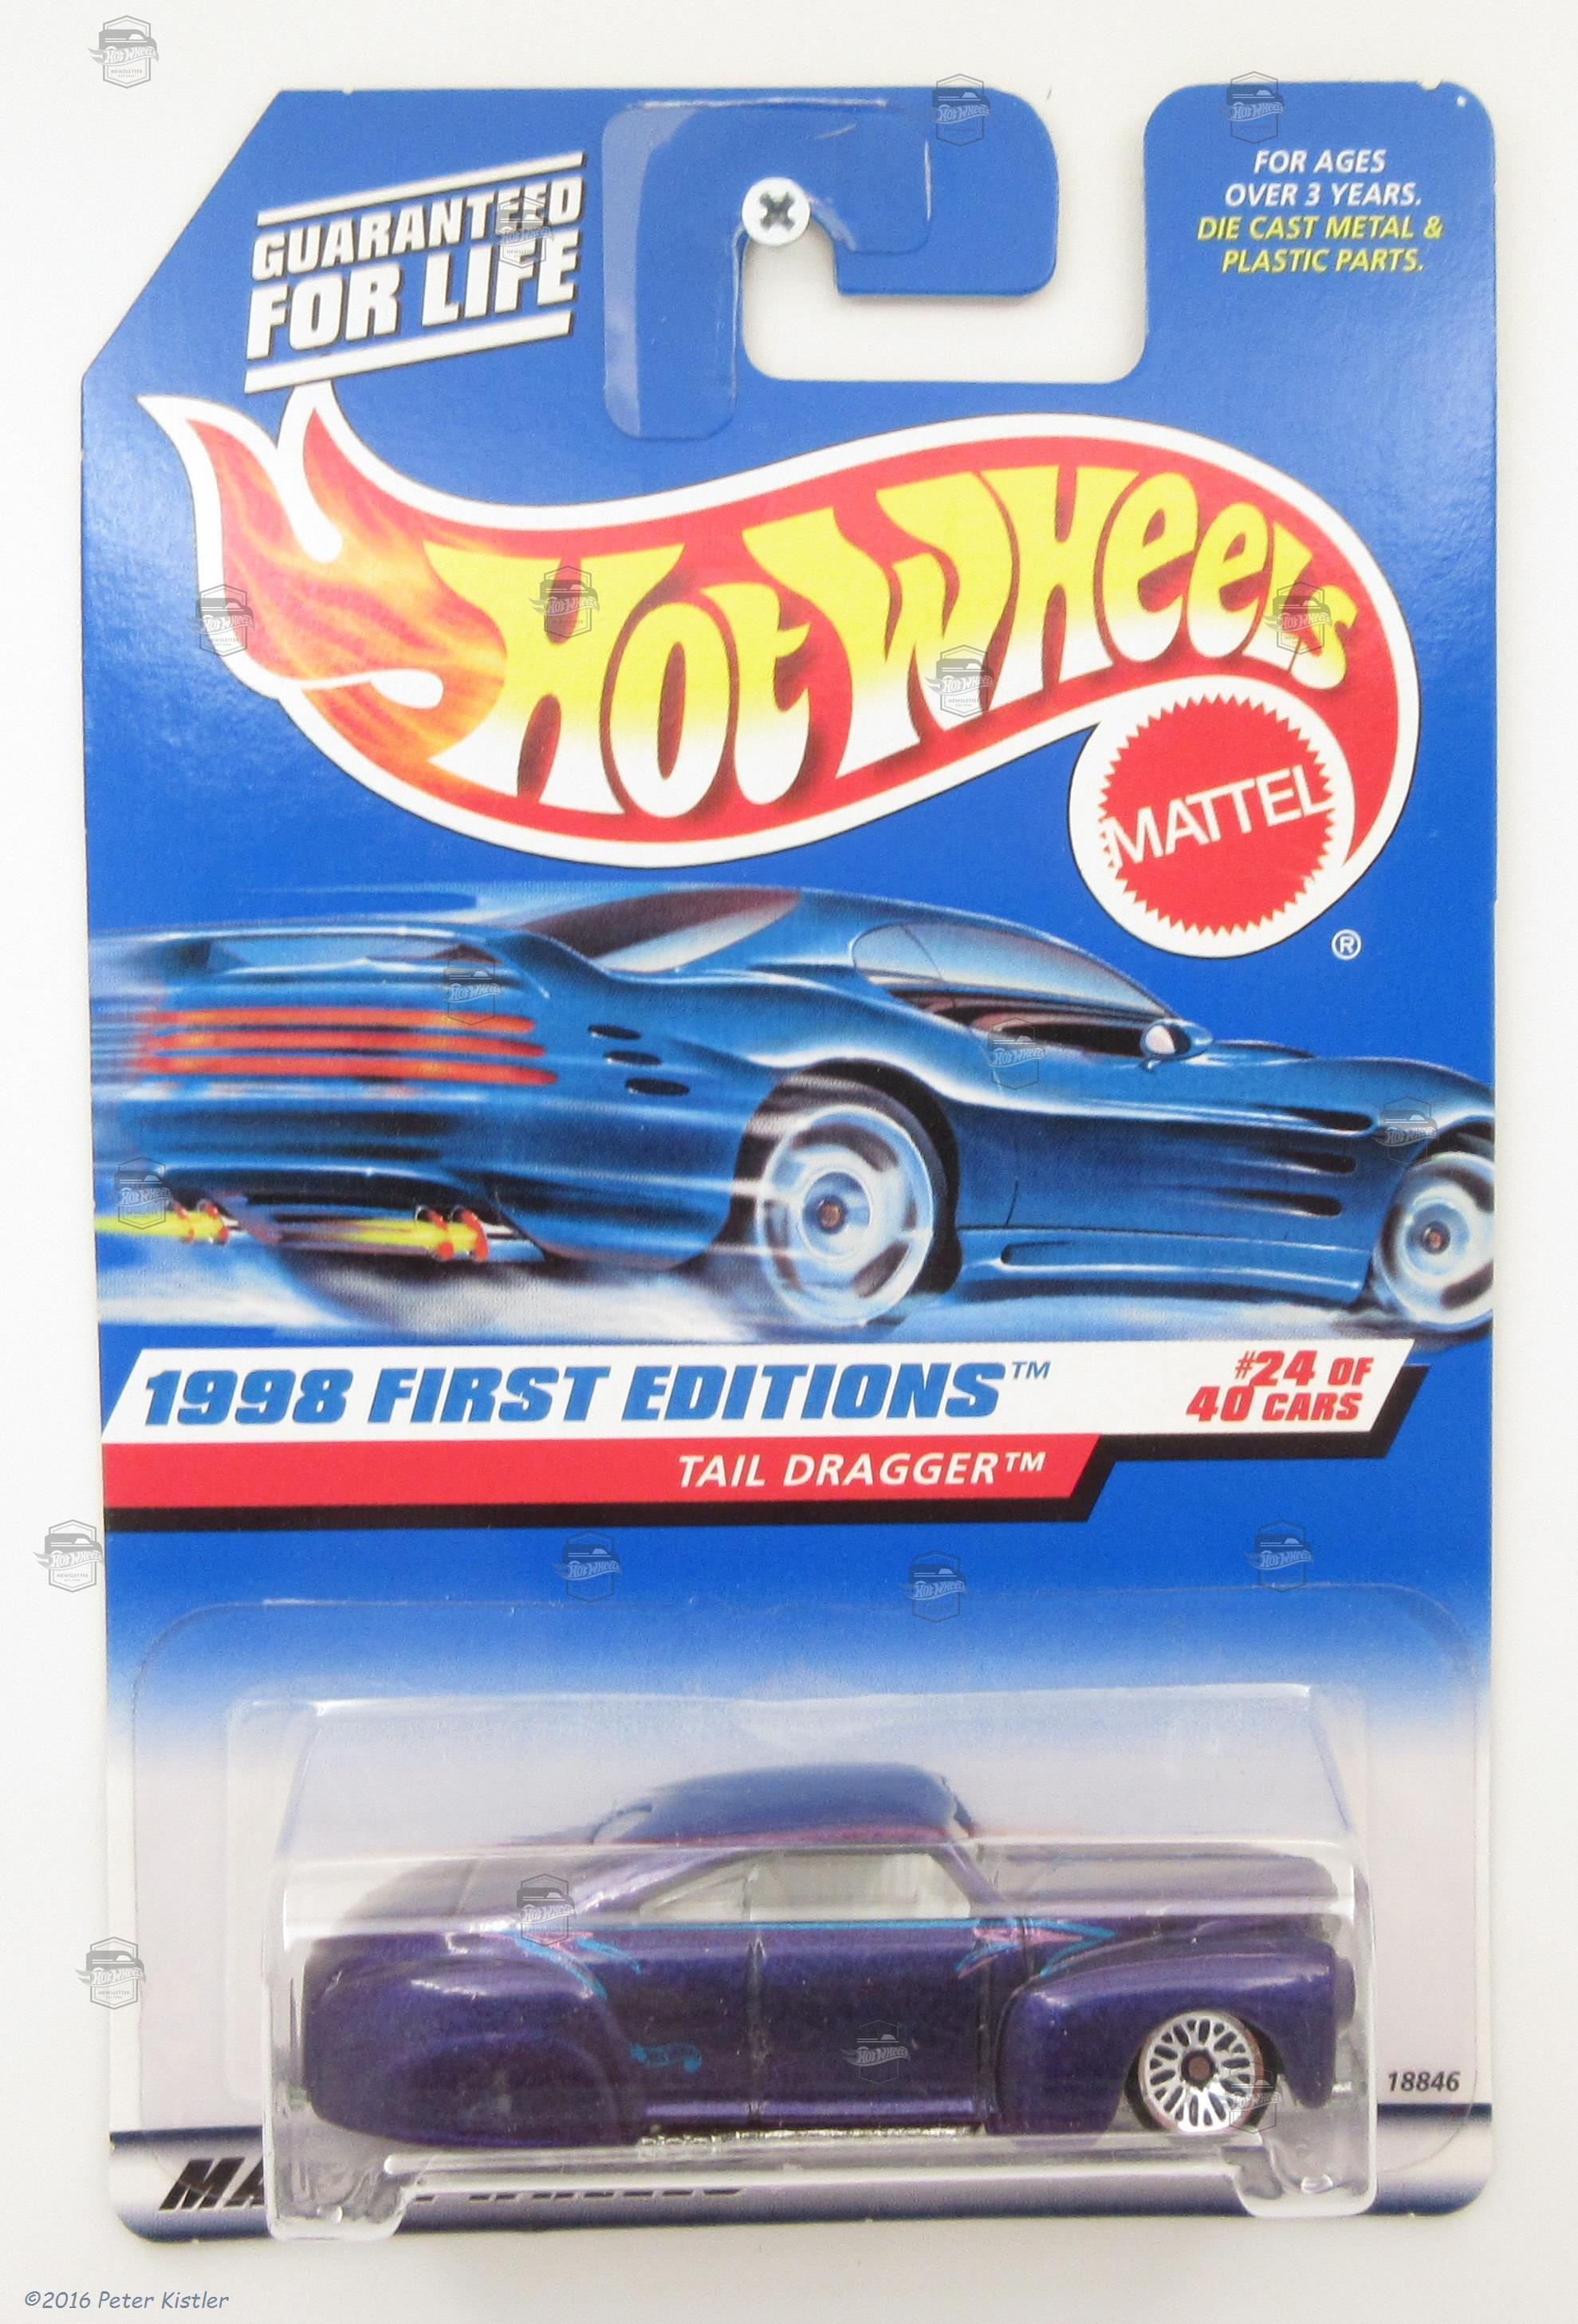 GUARANTEED
FOR LIFE
FOR AGES
OVER 3 YEARS.
DIE CAST METAL &
PLASTIC PARTS.
HOT WHEELS
MATTEL
®
1998 FIRST EDITIONS™
#24 OF
40 CARS
TAIL DRAGGER™
18846
©2016 Peter Kistler